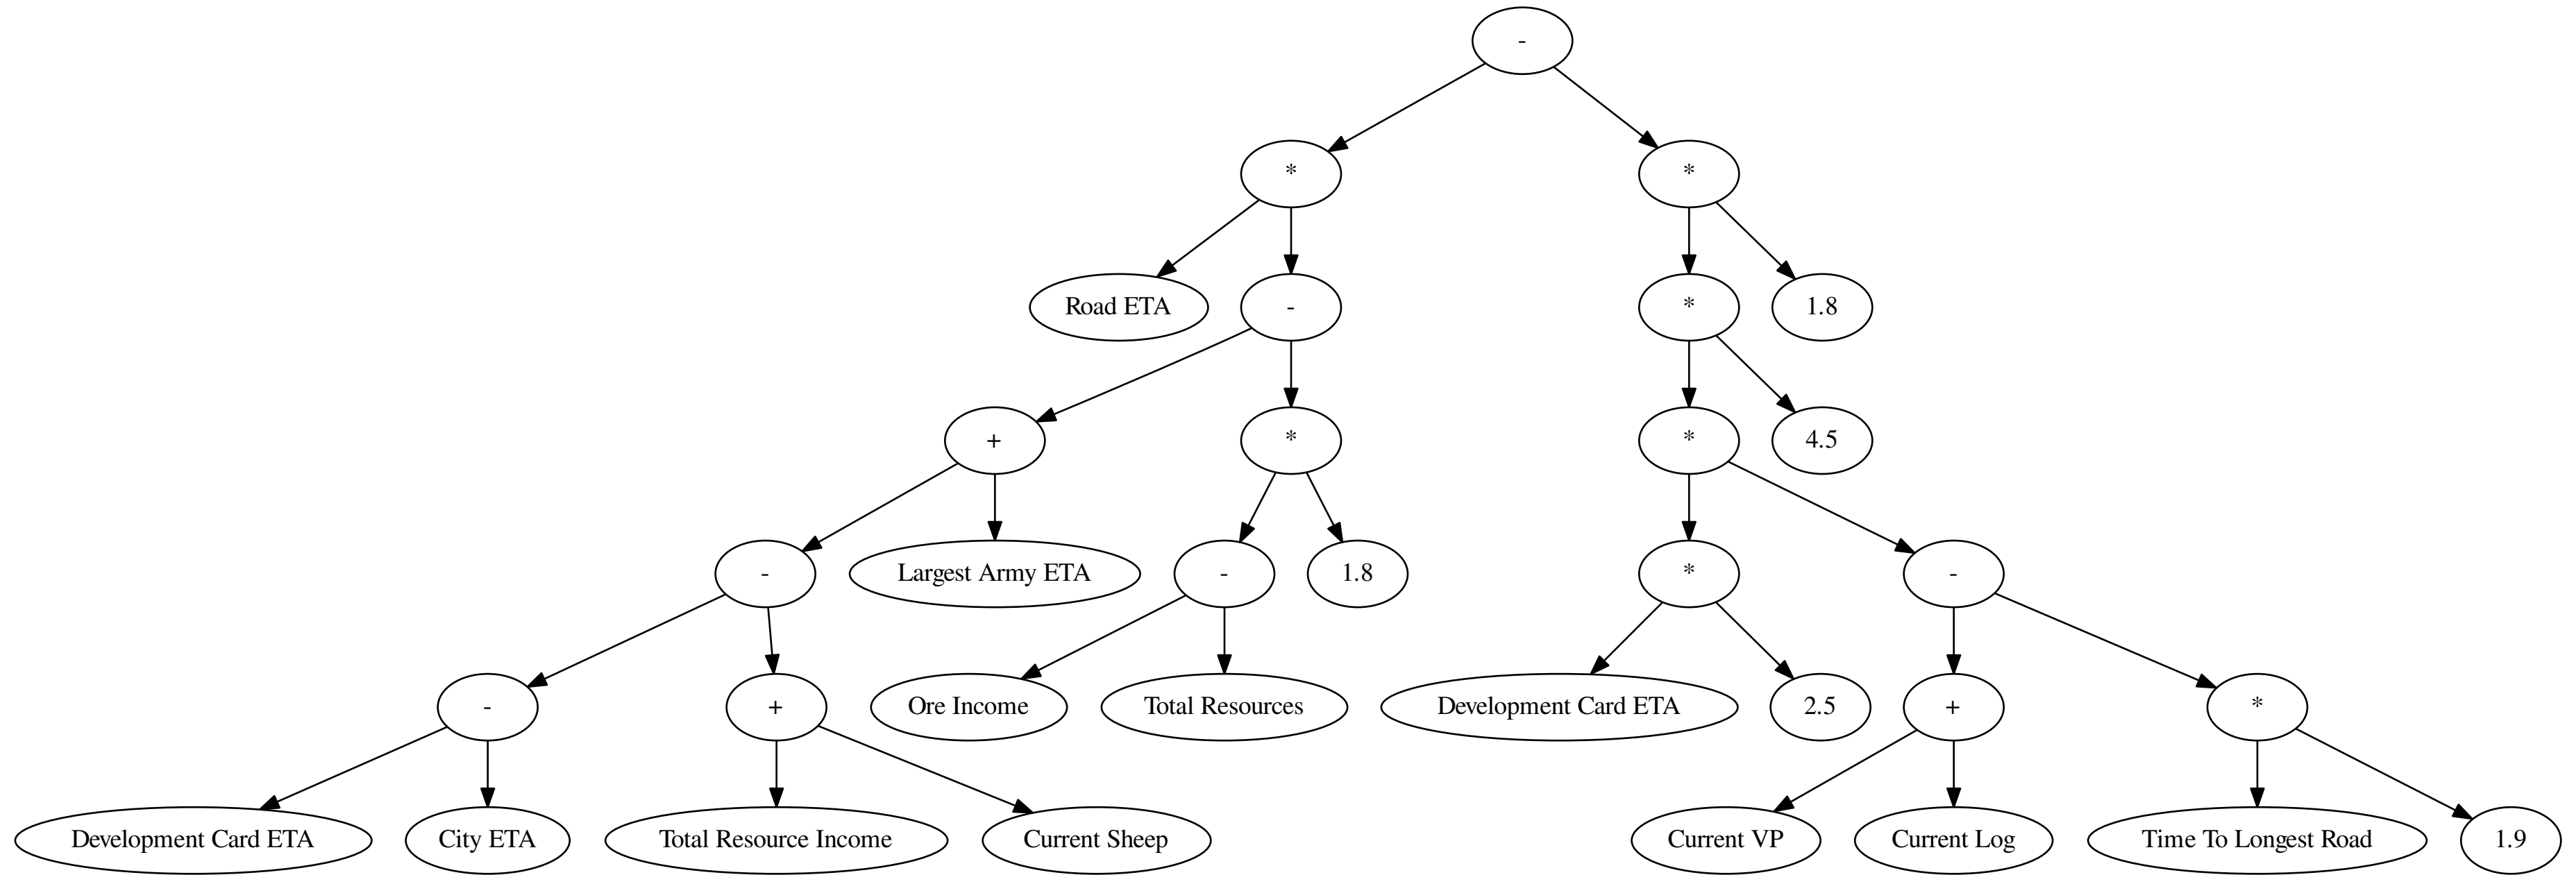 -
*
*
Road ETA
-
*
1.8
+
*
*
4.5
-
Largest Army ETA
-
1.8
*
-
-
+
Ore Income
Total Resources
Development Card ETA
2.5
+
*
Development Card ETA
City ETA
Total Resource Income
Current Sheep
Current VP
Current Log
Time To Longest Road
1.9